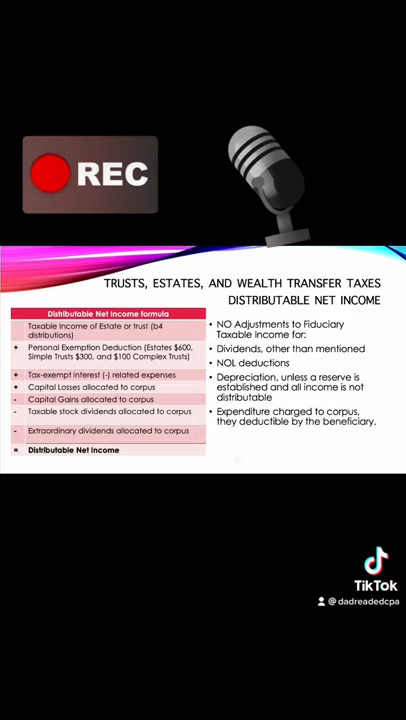 REC
TRUSTS, ESTATES, AND WEALTH TRANSFER TAXES
DISTRIBUTABLE NET INCOME
Distributable Net Income formula
Taxable Income of Estate or trust (b4
distributions)
+ Personal Exemption Deduction (Estates $600,
Simple Trusts $300, and $100 Complex Trusts)
+ Tax-exempt interest (-) related expenses
+ Capital Losses allocated to corpus
- Capital Gains allocated to corpus
- Taxable stock dividends allocated to corpus
- Extraordinary dividends allocated to corpus
= Distributable Net Income
• NO Adjustments to Fiduciary
Taxable Income for:
• Dividends, other than mentioned
• NOL deductions
• Depreciation, unless a reserve is
established and all income is not
distributable
• Expenditure charged to corpus,
they deductible by the beneficiary.
TikTok
@dadreadedcpa